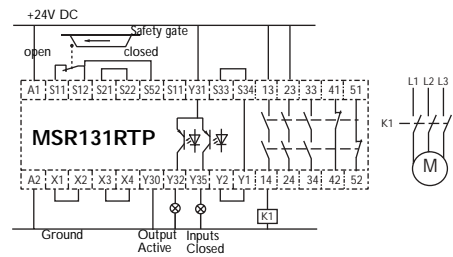 +24V DC
Safety gate
open closed
A1 S11 S12 S21 S22 S52 S11 Y31 S33 S34 13 23 33 41 51
L1 L2 L3
K1
MSR131RTP
M
A2 X1 X2 X3 X4 Y30 Y32 Y35 Y2 Y1 14 24 34 42 52
K1
Ground Output Inputs
Active Closed